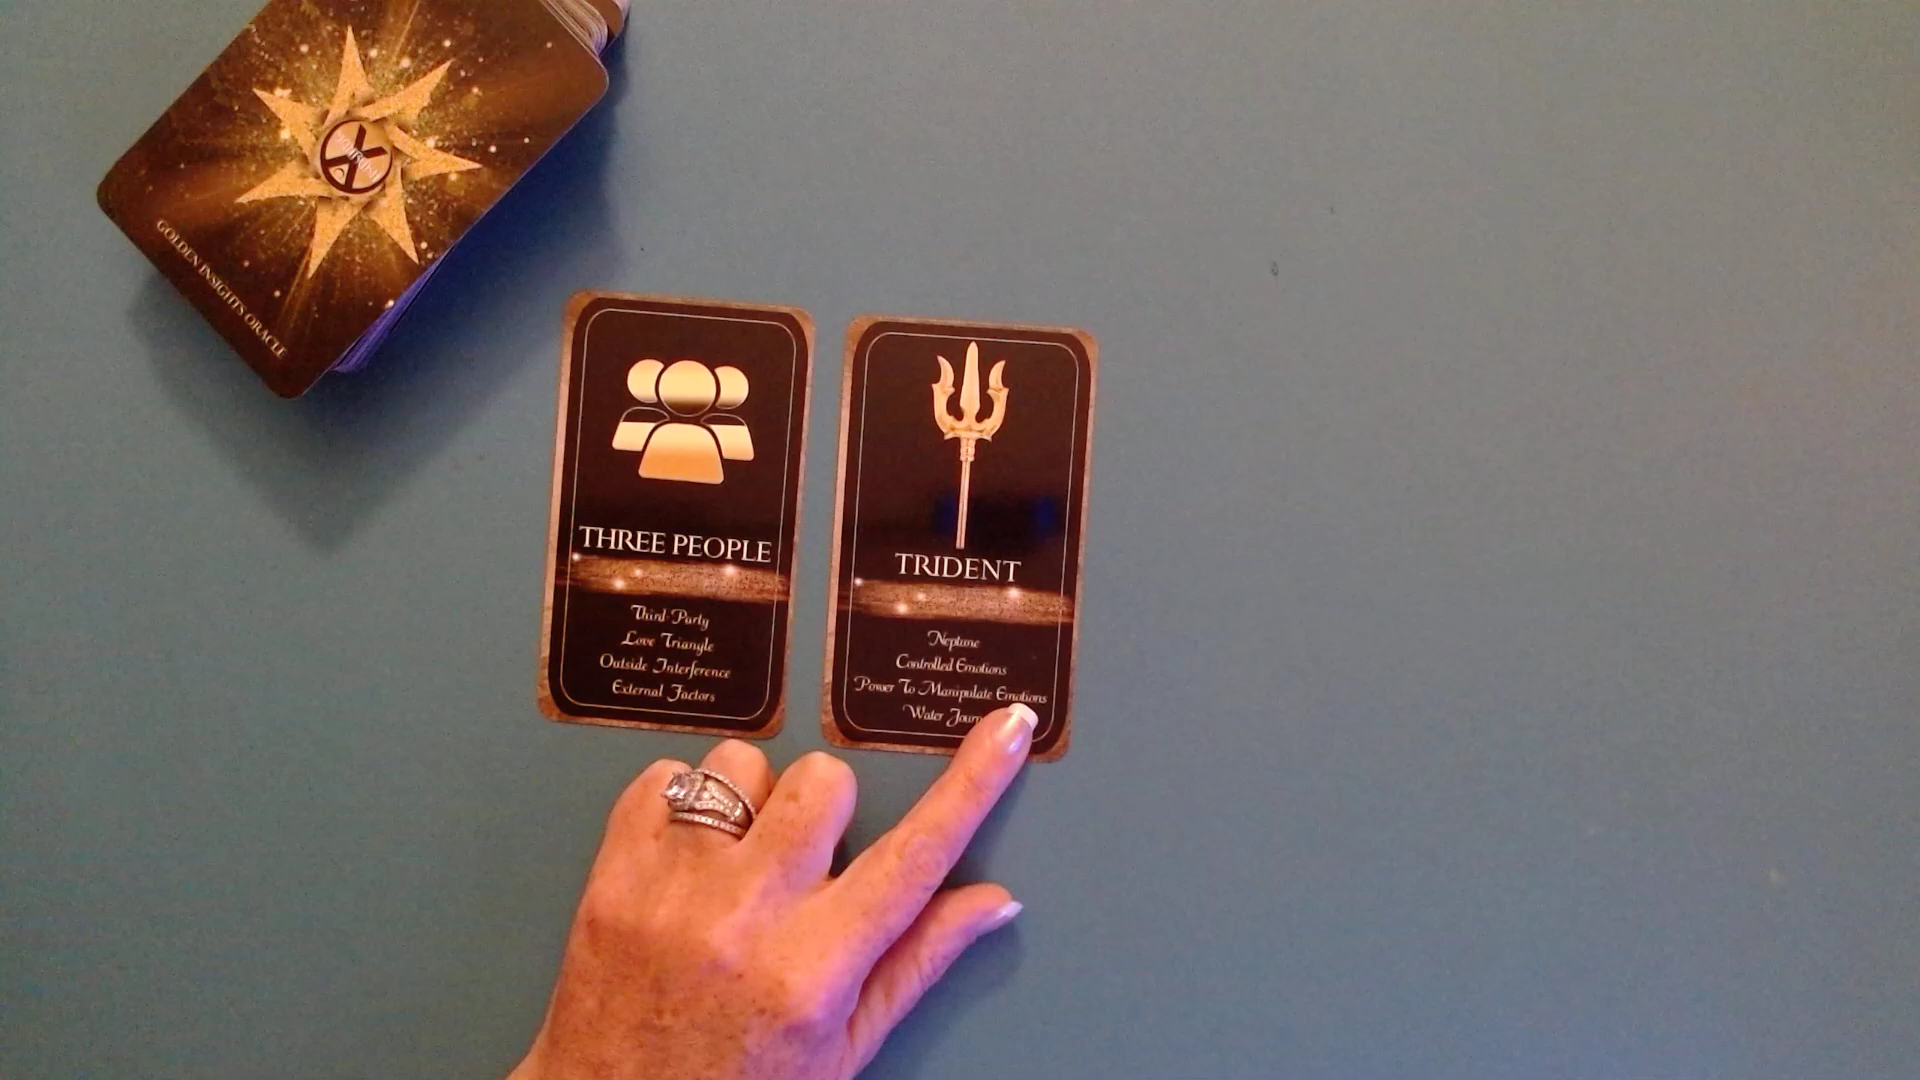 GOLDEN INSIGHTS ORACLE
THREE PEOPLE
Third-Party
Love Triangle
Outside Interference
External Factors
TRIDENT
Neptune
Controlled Emotions
Power To Manipulate Emotions
Water